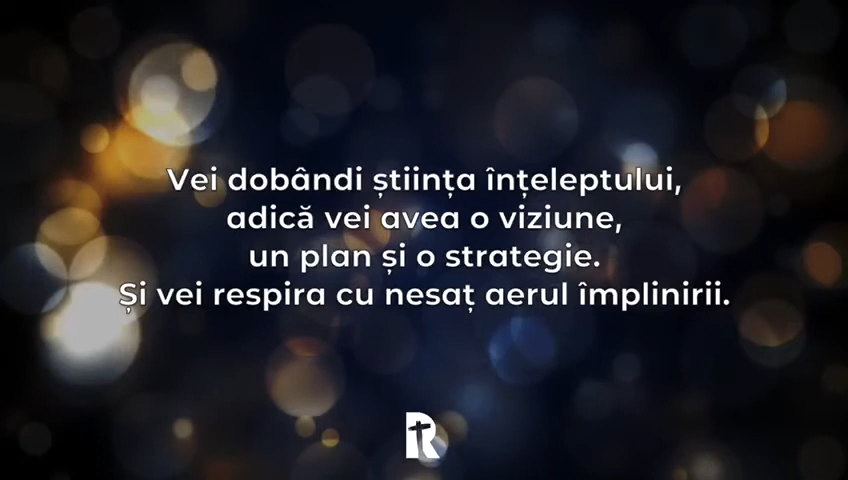 Vei dobândi știința înțeleptului,
adică vei avea o viziune,
un plan și o strategie.
Și vei respira cu nesaț aerul împlinirii.
R